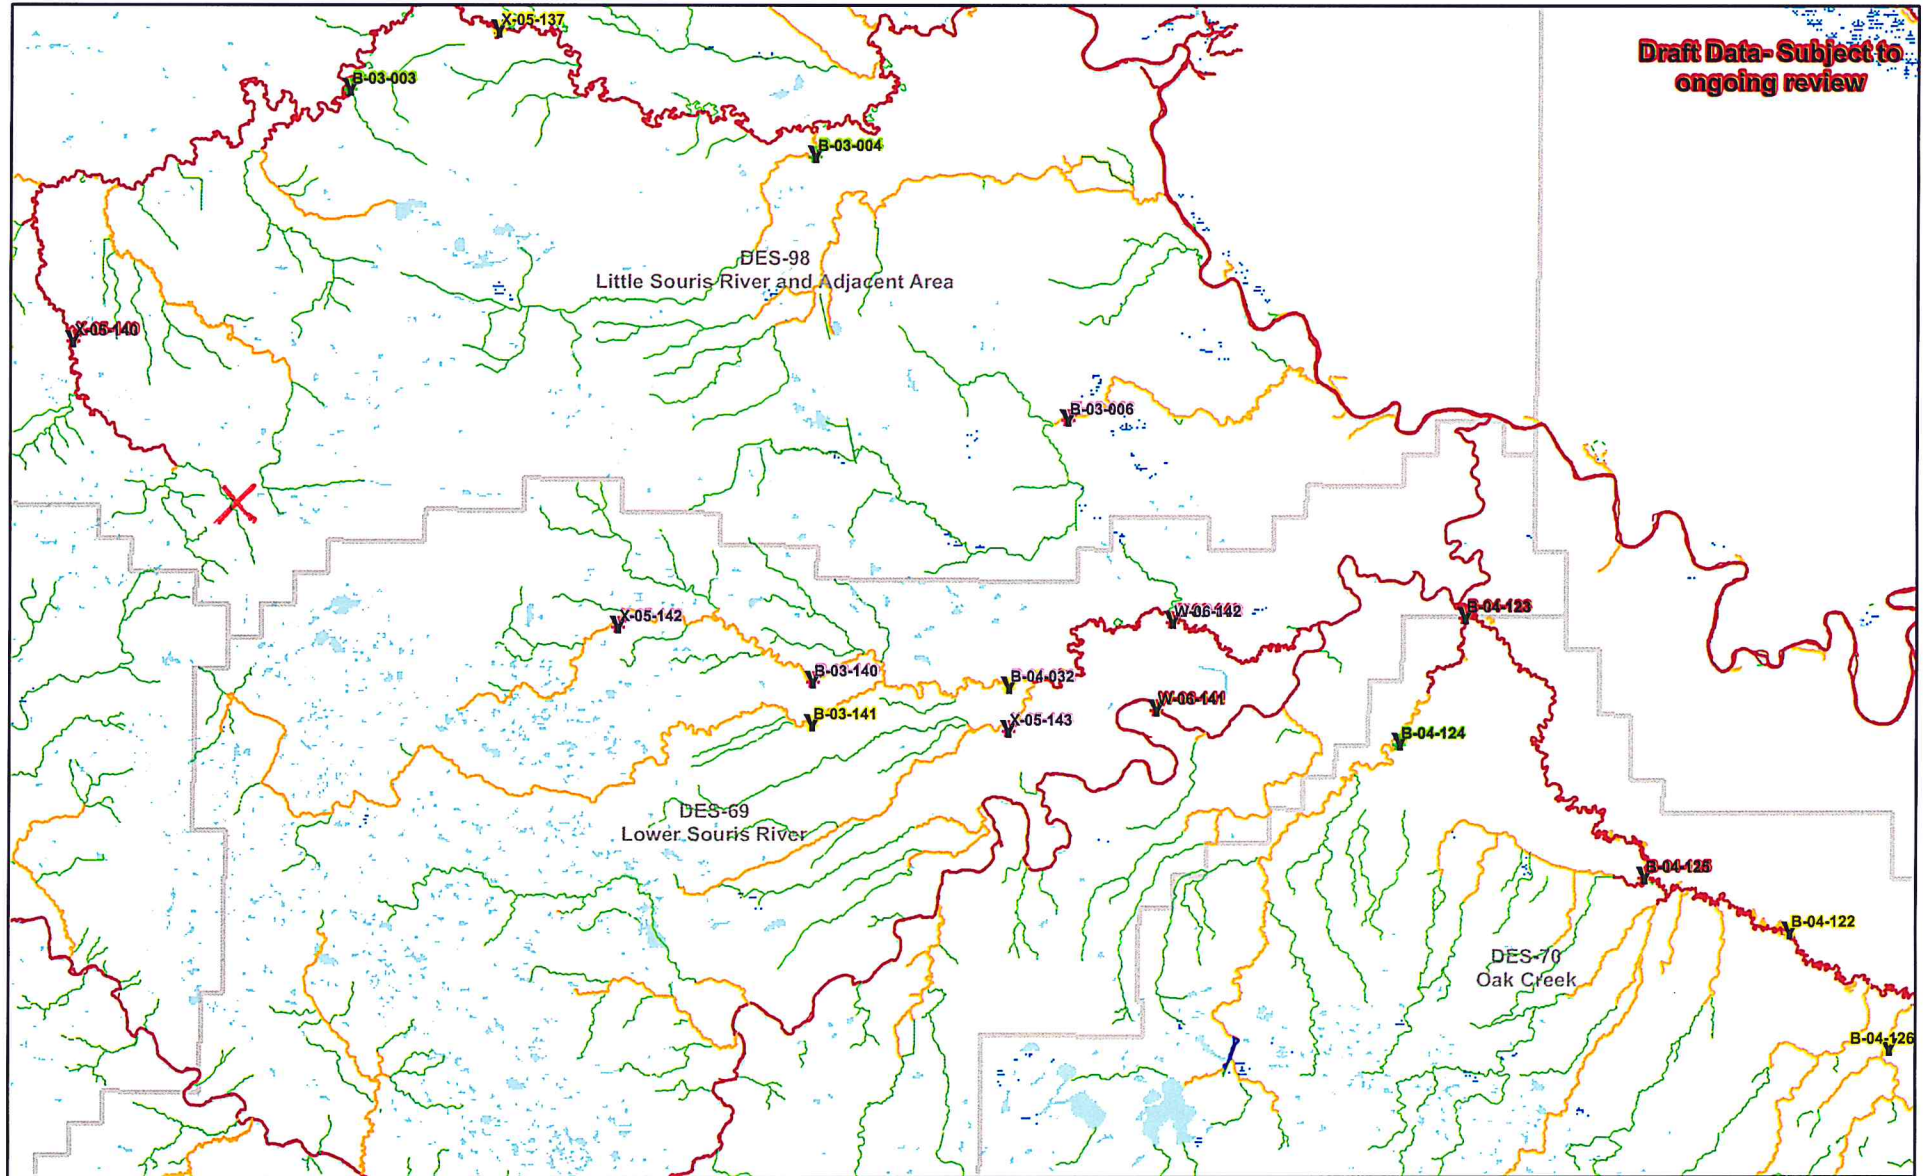 X-05-137
Draft Data- Subject to
ongoing review
B-03-003
B-03-004
DES-98
Little Souris River and Adjacent Area
X-05-140
B-03-006
X-05-142
W-06-142
B-04-123
B-03-140
B-04-032
W-06-141
B-03-141
X-05-143
B-04-124
DES-69
Lower Souris River
B-04-125
B-04-122
DES-70
Oak Creek
B-04-126